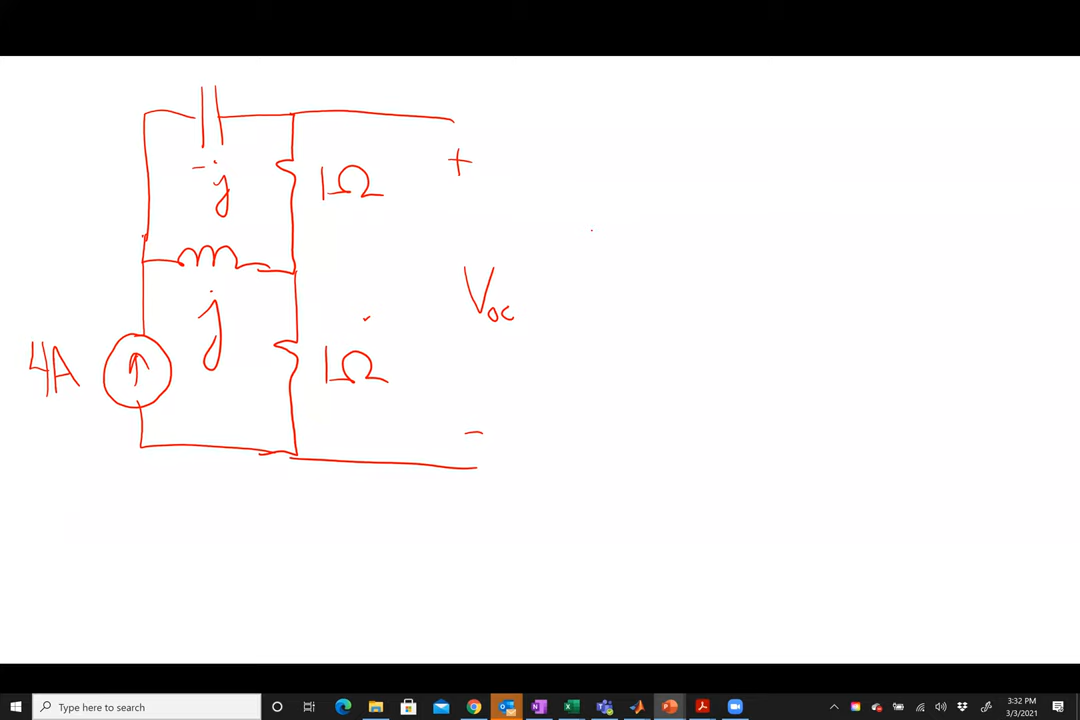 -j
1Ω
+
j
Voc
4A
1Ω
-
Type here to search
3:32 PM
3/3/2021